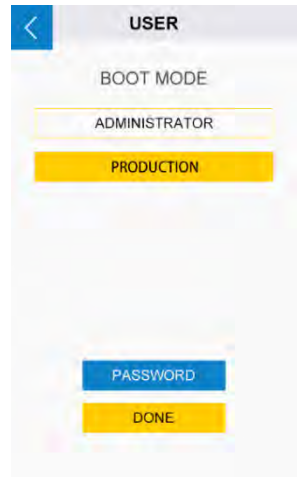 USER
BOOT MODE
ADMINISTRATOR
PRODUCTION
PASSWORD
DONE